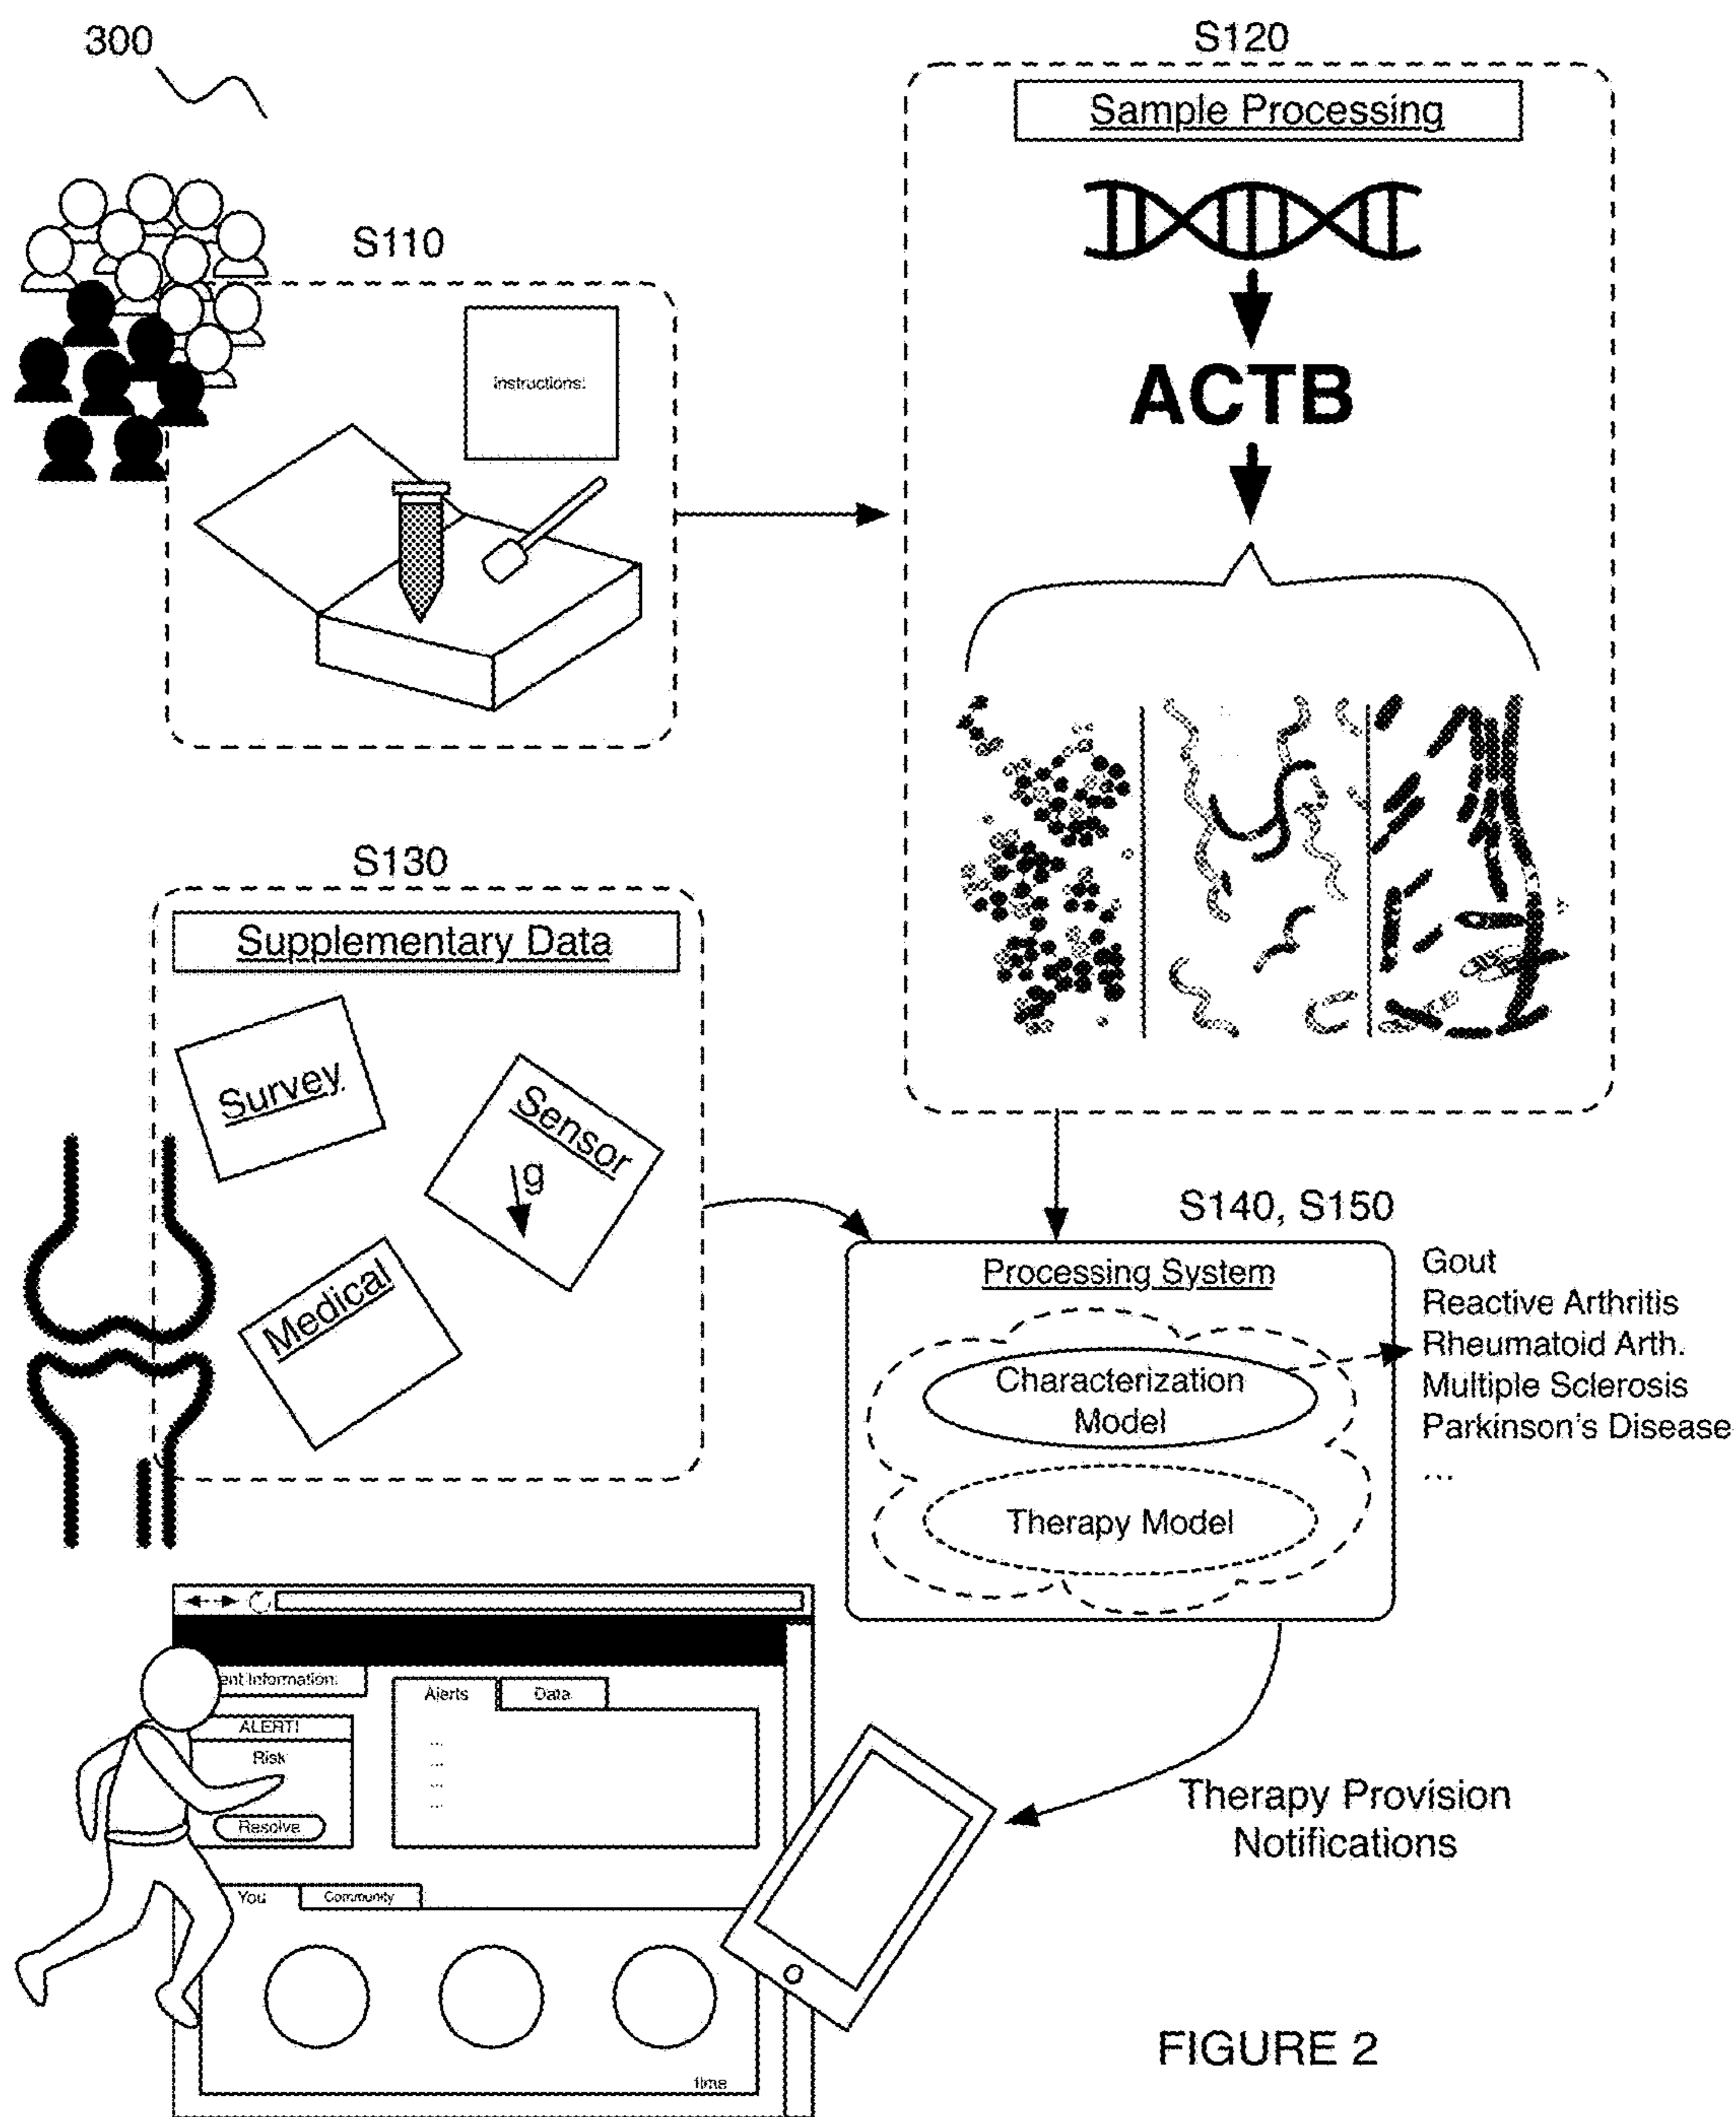 300
S110
Instructions:
S120
Sample Processing
ACTB
S130
Supplementary Data
Survey
Sensor
g
Medical
S140, S150
Processing System
Characterization
Model
Therapy Model
Gout
Reactive Arthritis
Rheumatoid Arth.
Multiple Sclerosis
Parkinson's Disease
...
ent Information:
ALERT!
Risk
Resolve
Alerts
Data
...
...
...
...
You
Community
time
Therapy Provision
Notifications
FIGURE 2